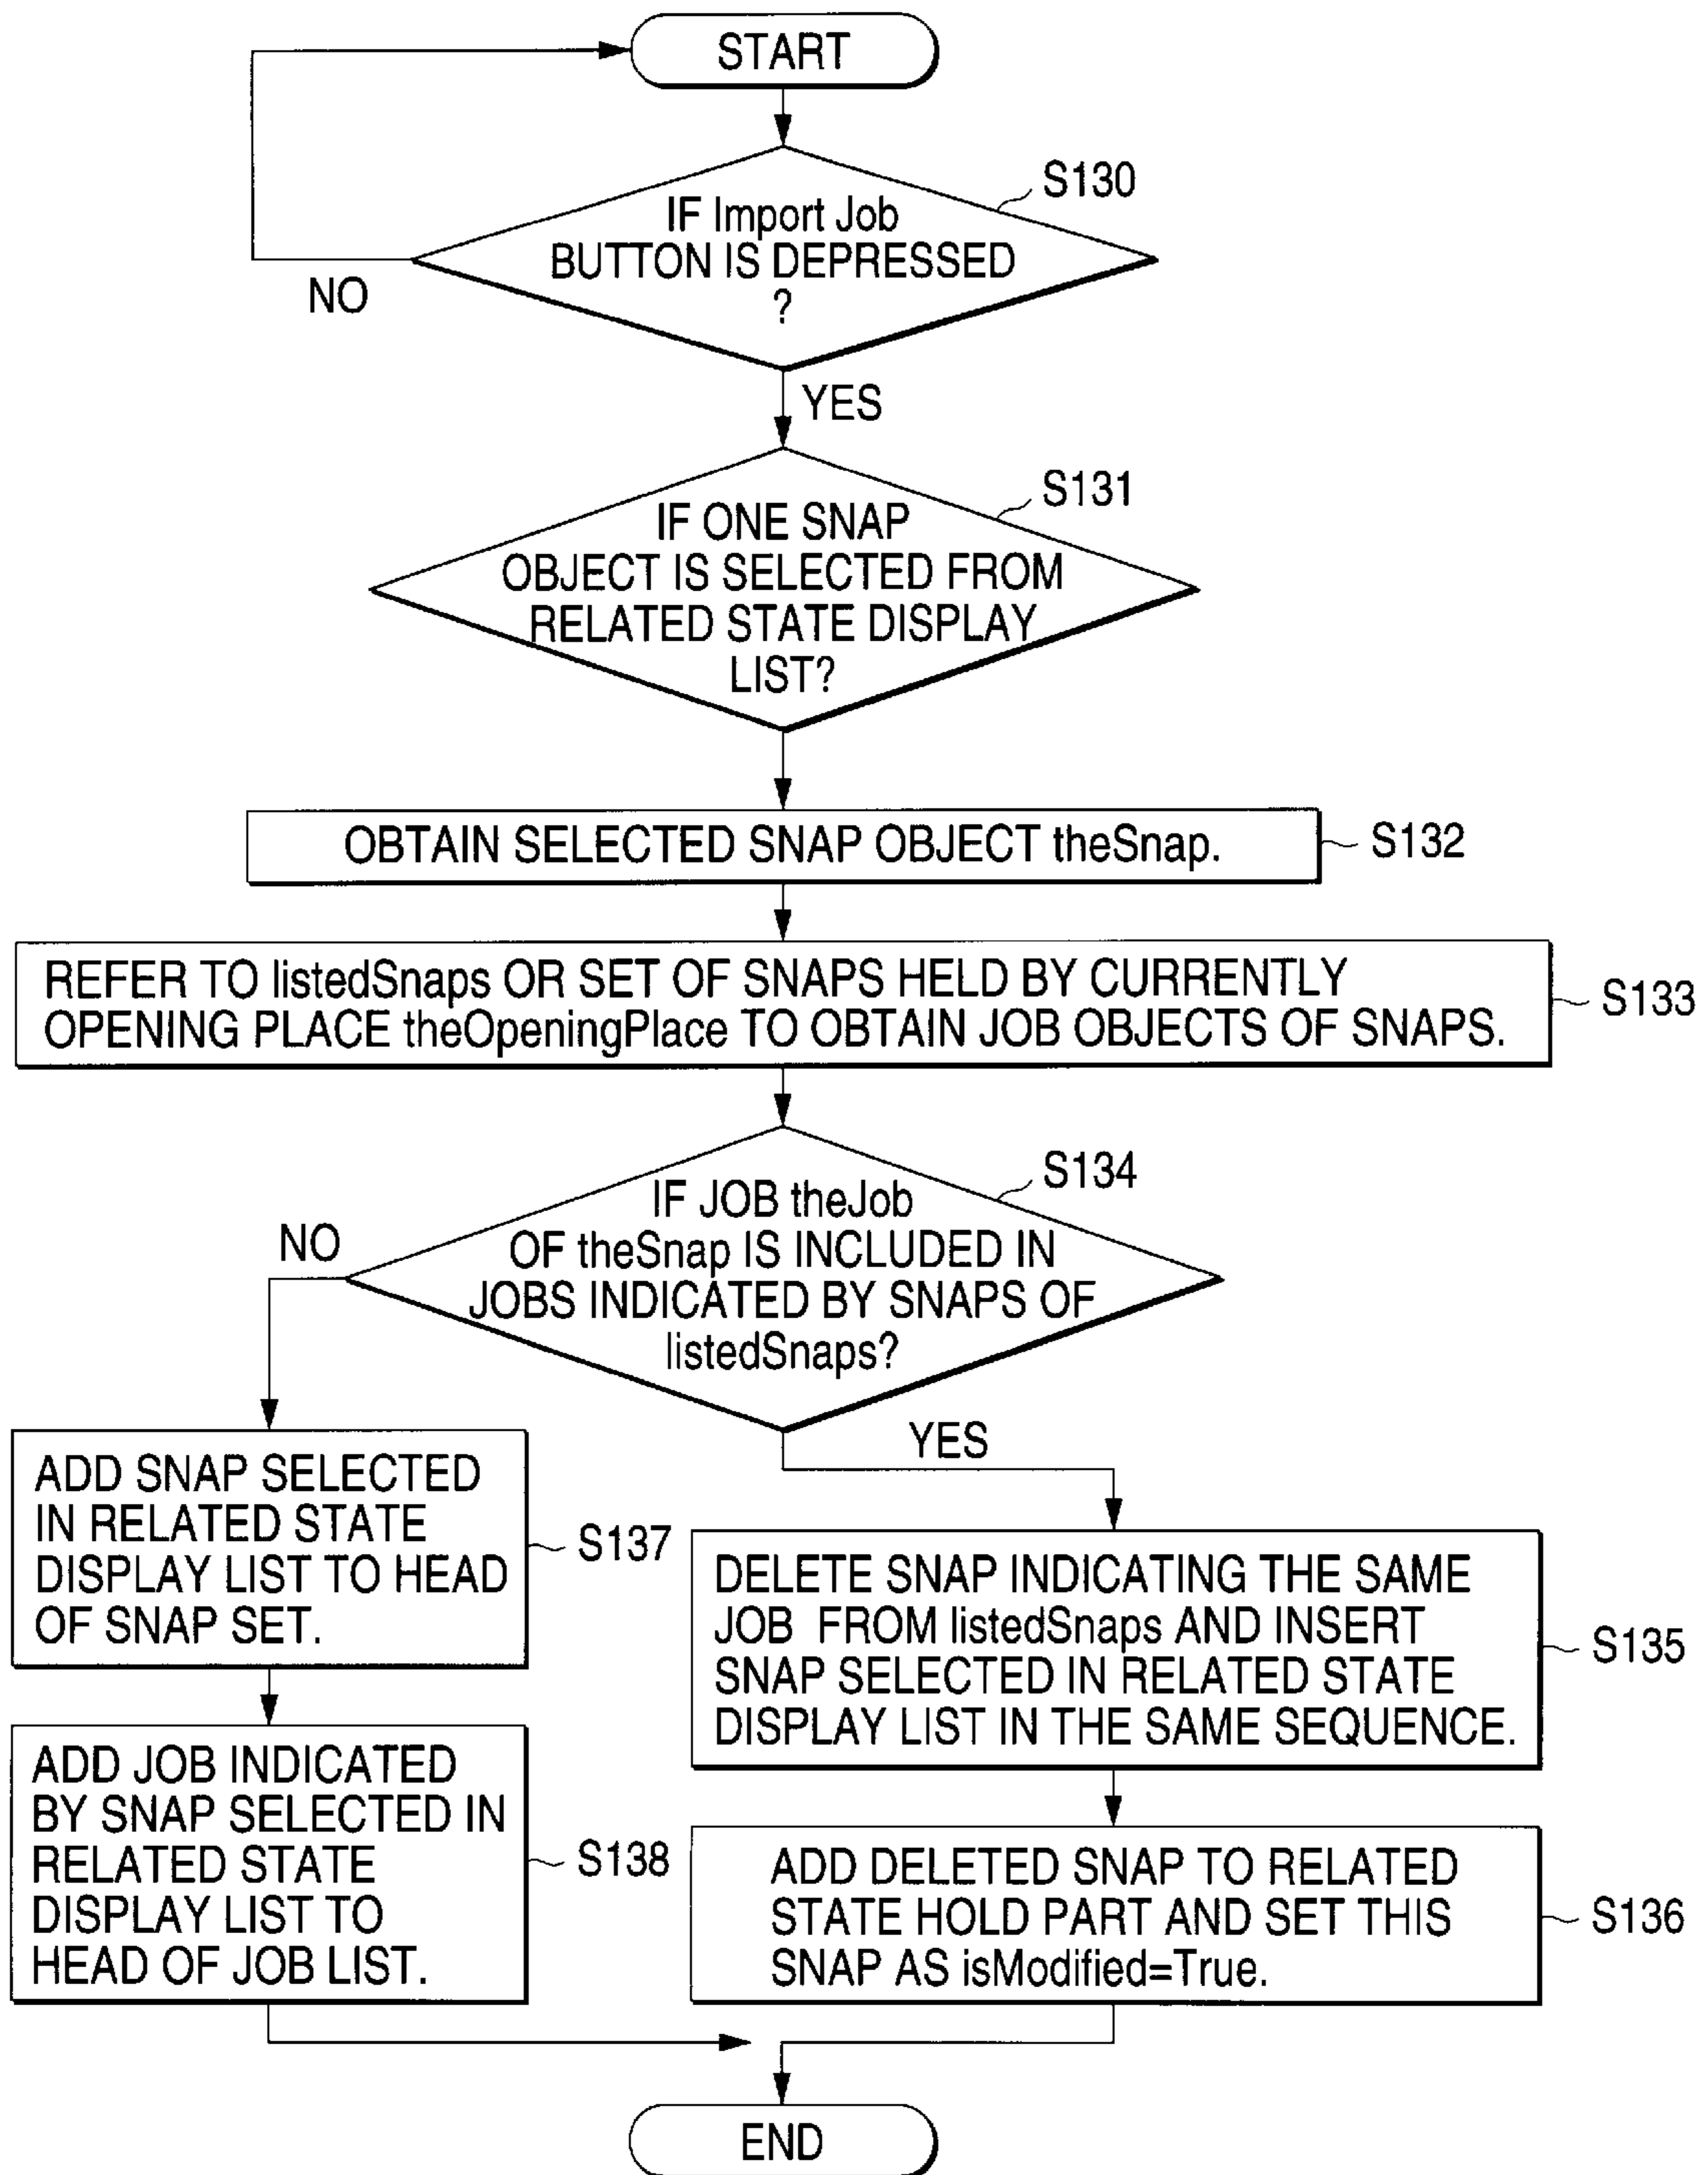 START
S130
IF Import Job
BUTTON IS DEPRESSED
?
NO
YES
S131
IF ONE SNAP
OBJECT IS SELECTED FROM
RELATED STATE DISPLAY
LIST?
OBTAIN SELECTED SNAP OBJECT theSnap.
S132
REFER TO listedSnaps OR SET OF SNAPS HELD BY CURRENTLY
OPENING PLACE theOpeningPlace TO OBTAIN JOB OBJECTS OF SNAPS.
S133
S134
IF JOB theJob
OF theSnap IS INCLUDED IN
JOBS INDICATED BY SNAPS OF
listedSnaps?
NO
YES
ADD SNAP SELECTED
IN RELATED STATE
DISPLAY LIST TO HEAD
OF SNAP SET.
S137
DELETE SNAP INDICATING THE SAME
JOB FROM listedSnaps AND INSERT
SNAP SELECTED IN RELATED STATE
DISPLAY LIST IN THE SAME SEQUENCE.
S135
ADD JOB INDICATED
BY SNAP SELECTED IN
RELATED STATE
DISPLAY LIST TO
HEAD OF JOB LIST.
S138
ADD DELETED SNAP TO RELATED
STATE HOLD PART AND SET THIS
SNAP AS isModified=True.
S136
END